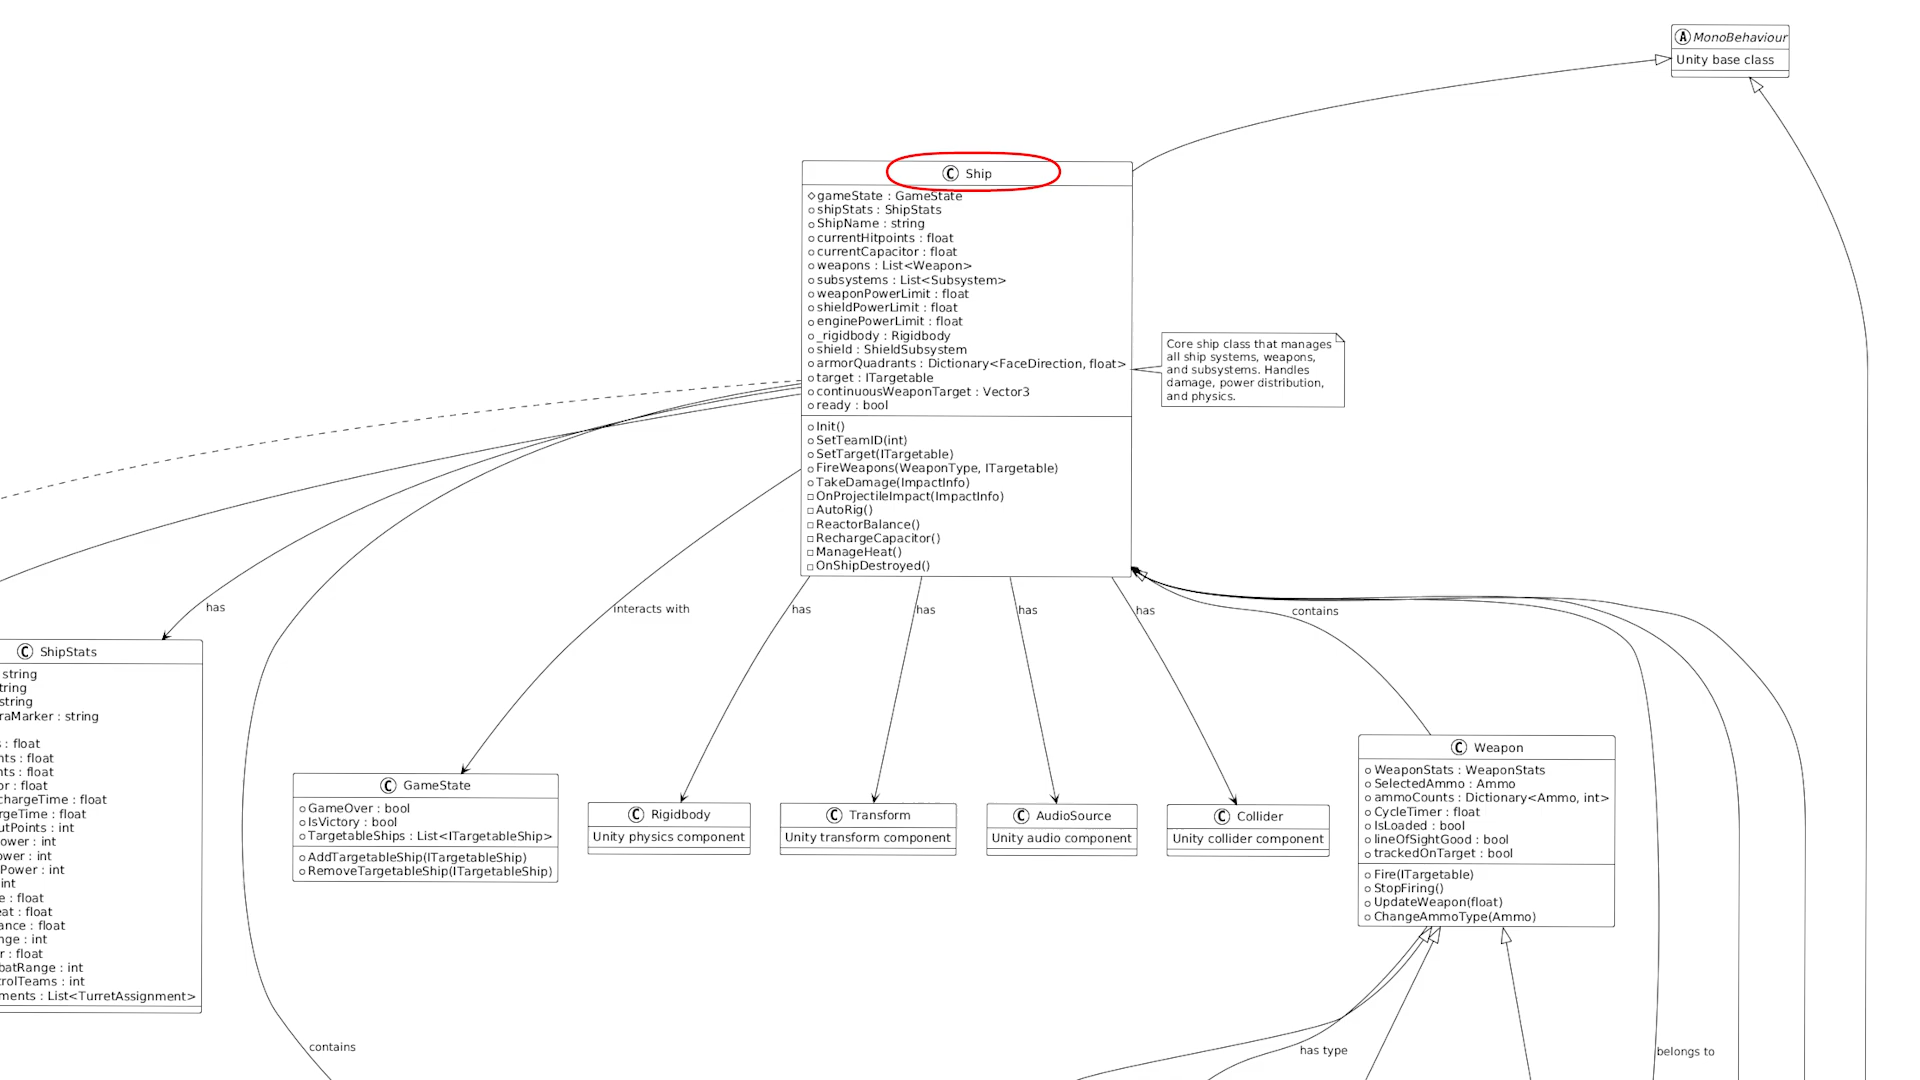 A MonoBehaviour
Unity base class
C Ship
gameState : GameState
shipStats : ShipStats
ShipName : string
currentHitpoints : float
currentCapacitor : float
weapons : List<Weapon>
subsystems : List<Subsystem>
weaponPowerLimit : float
shieldPowerLimit : float
enginePowerLimit : float
_rigidbody : Rigidbody
shield : ShieldSubsystem
armorQuadrants : Dictionary<FaceDirection, float>
target : ITargetable
continuousWeaponTarget : Vector3
ready : bool
Init()
SetTeamID(int)
SetTarget(ITargetable)
FireWeapons(WeaponType, ITargetable)
TakeDamage(ImpactInfo)
OnProjectileImpact(ImpactInfo)
AutoRig()
ReactorBalance()
RechargeCapacitor()
ManageHeat()
OnShipDestroyed()
Core ship class that manages
all ship systems, weapons,
and subsystems. Handles
damage, power distribution,
and physics.
has
interacts with
has
has
has
has
contains
C ShipStats
string
tring
string
raMarker : string
s : float
nts : float
nts : float
or : float
chargeTime : float
rgeTime : float
utPoints : int
ower : int
Power : int
int
e : float
eat : float
ance : float
nge : int
r : float
batRange : int
trolTeams : int
ments : List<TurretAssignment>
C GameState
GameOver : bool
IsVictory : bool
TargetableShips : List<ITargetableShip>
AddTargetableShip(ITargetableShip)
RemoveTargetableShip(ITargetableShip)
C Rigidbody
Unity physics component
C Transform
Unity transform component
C AudioSource
Unity audio component
C Collider
Unity collider component
C Weapon
WeaponStats : WeaponStats
SelectedAmmo : Ammo
ammoCounts : Dictionary<Ammo, int>
CycleTimer : float
IsLoaded : bool
lineOfSightGood : bool
trackedOnTarget : bool
Fire(ITargetable)
StopFiring()
UpdateWeapon(float)
ChangeAmmoType(Ammo)
contains
has type
belongs to